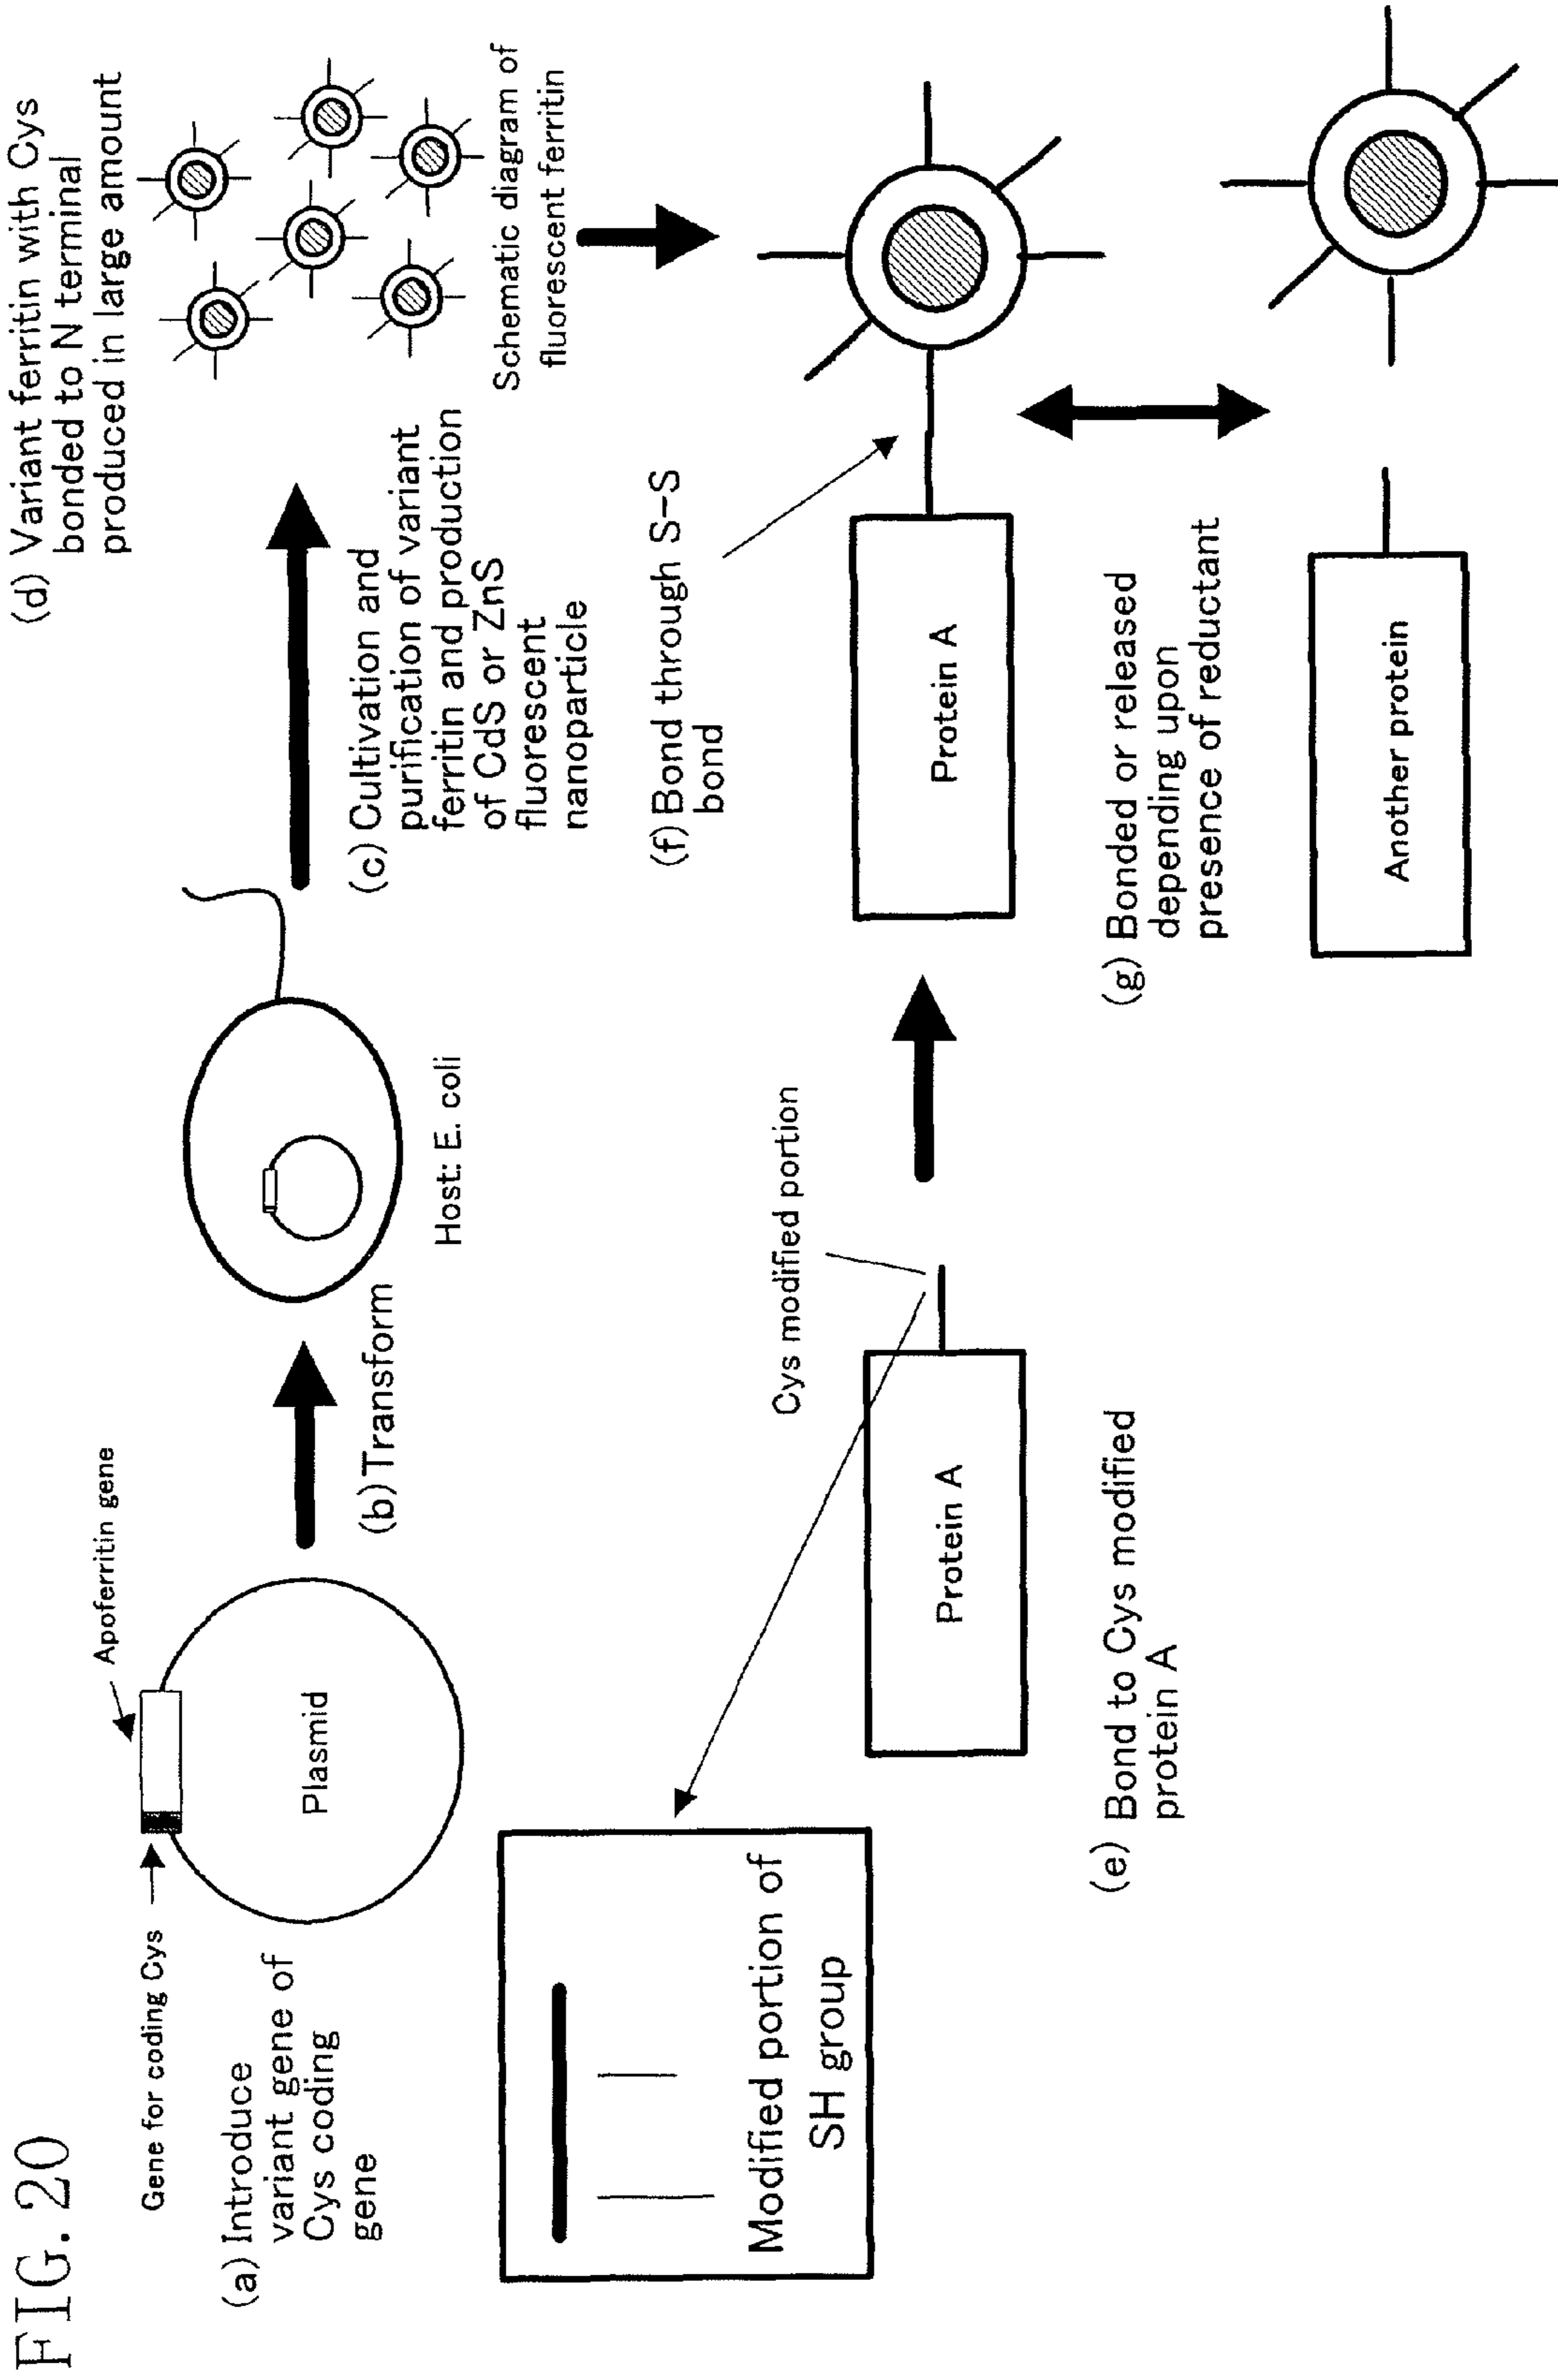 FIG. 20
Gene for coding Cys
Apoferritin gene
Plasmid
(a) Introduce
variant gene of
Cys coding
gene
(b) Transform
Host: E. coli
(c) Cultivation and
purification of variant
ferritin and production
of CdS or ZnS
fluorescent
nanoparticle
(d) Variant ferritin with Cys
bonded to N terminal
produced in large amount
Schematic diagram of
fluorescent ferritin
Modified portion of
SH group
Cys modified portion
Protein A
(e) Bond to Cys modified
protein A
(f) Bond through S-S
bond
Protein A
(g) Bonded or released
depending upon
presence of reductant
Another protein